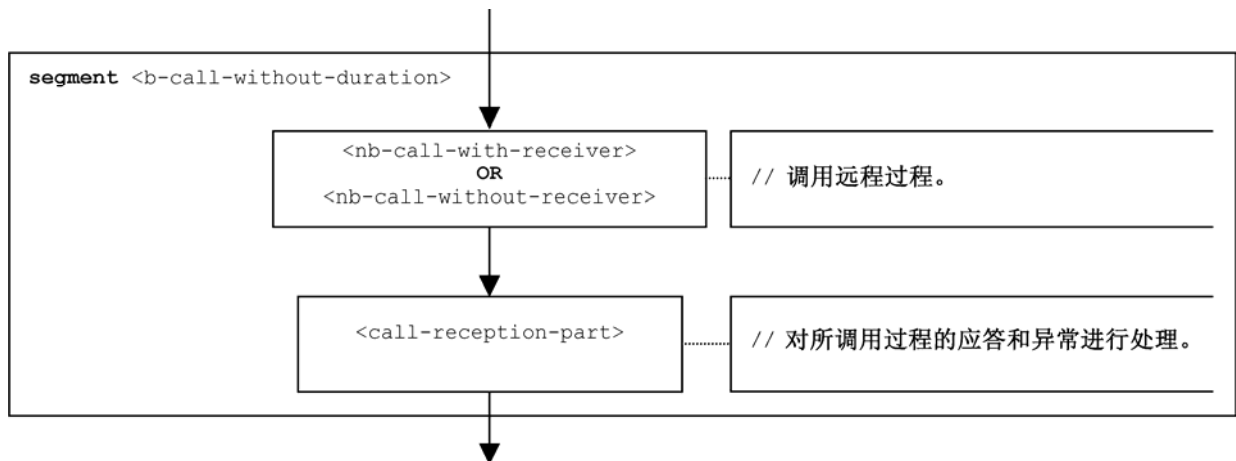 segment <b-call-without-duration>
<nb-call-with-receiver>
OR
<nb-call-without-receiver>
// 调用远程过程。
<call-reception-part>
// 对所调用过程的应答和异常进行处理。